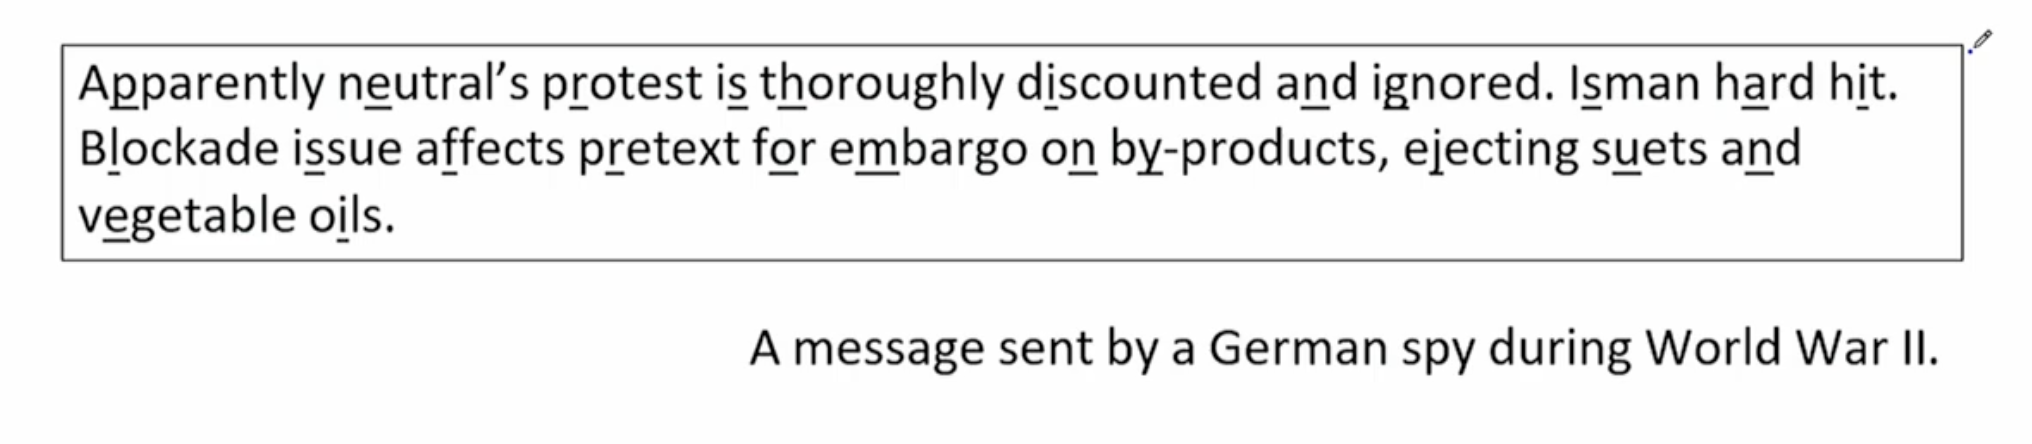 Apparently neutral’s protest is thoroughly discounted and ignored. Isman hard hit.
Blockade issue affects pretext for embargo on by-products, ejecting suets and
vegetable oils.
A message sent by a German spy during World War II.